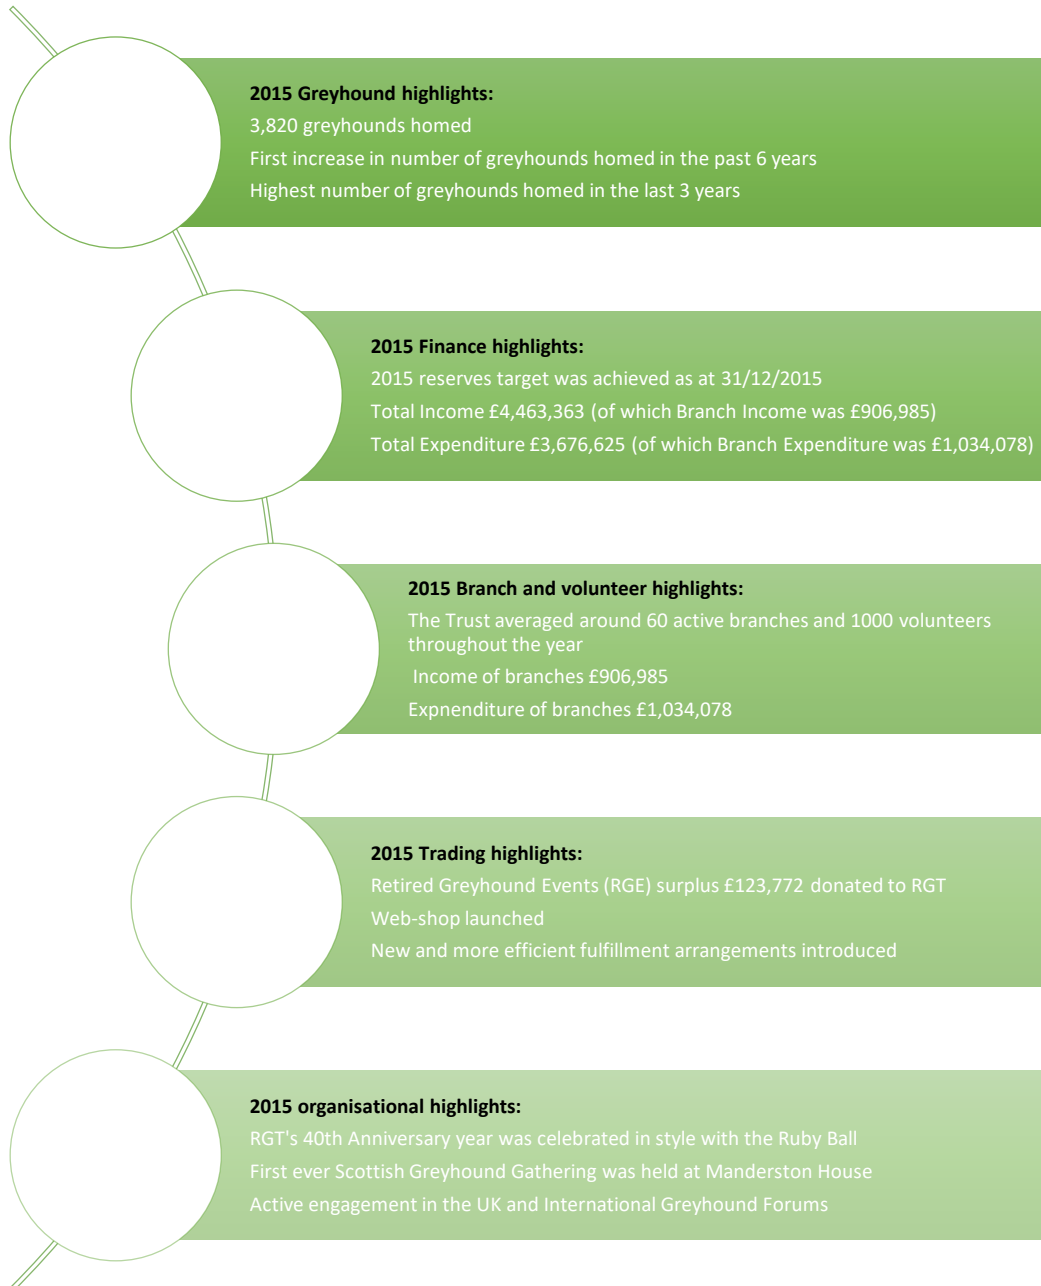 2015 Greyhound highlights:
3,820 greyhounds homed
First increase in number of greyhounds homed in the past 6 years
Highest number of greyhounds homed in the last 3 years
2015 Finance highlights:
2015 reserves target was achieved as at 31/12/2015
Total Income £4,463,363 (of which Branch Income was £906,985)
Total Expenditure £3,676,625 (of which Branch Expenditure was £1,034,078)
2015 Branch and volunteer highlights:
The Trust averaged around 60 active branches and 1000 volunteers
throughout the year
Income of branches £906,985
Expnenditure of branches £1,034,078
2015 Trading highlights:
Retired Greyhound Events (RGE) surplus £123,772 donated to RGT
Web-shop launched
New and more efficient fulfillment arrangements introduced
2015 organisational highlights:
RGT's 40th Anniversary year was celebrated in style with the Ruby Ball
First ever Scottish Greyhound Gathering was held at Manderston House
Active engagement in the UK and International Greyhound Forums